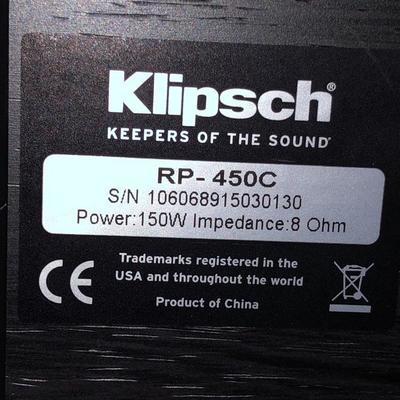 Klipsch®
KEEPERS OF THE SOUND®
RP-450C
S/N 106068915030130
Power:150W Impedance:8 Ohm
Trademarks registered in the
USA and throughout the world
Product of China
CE